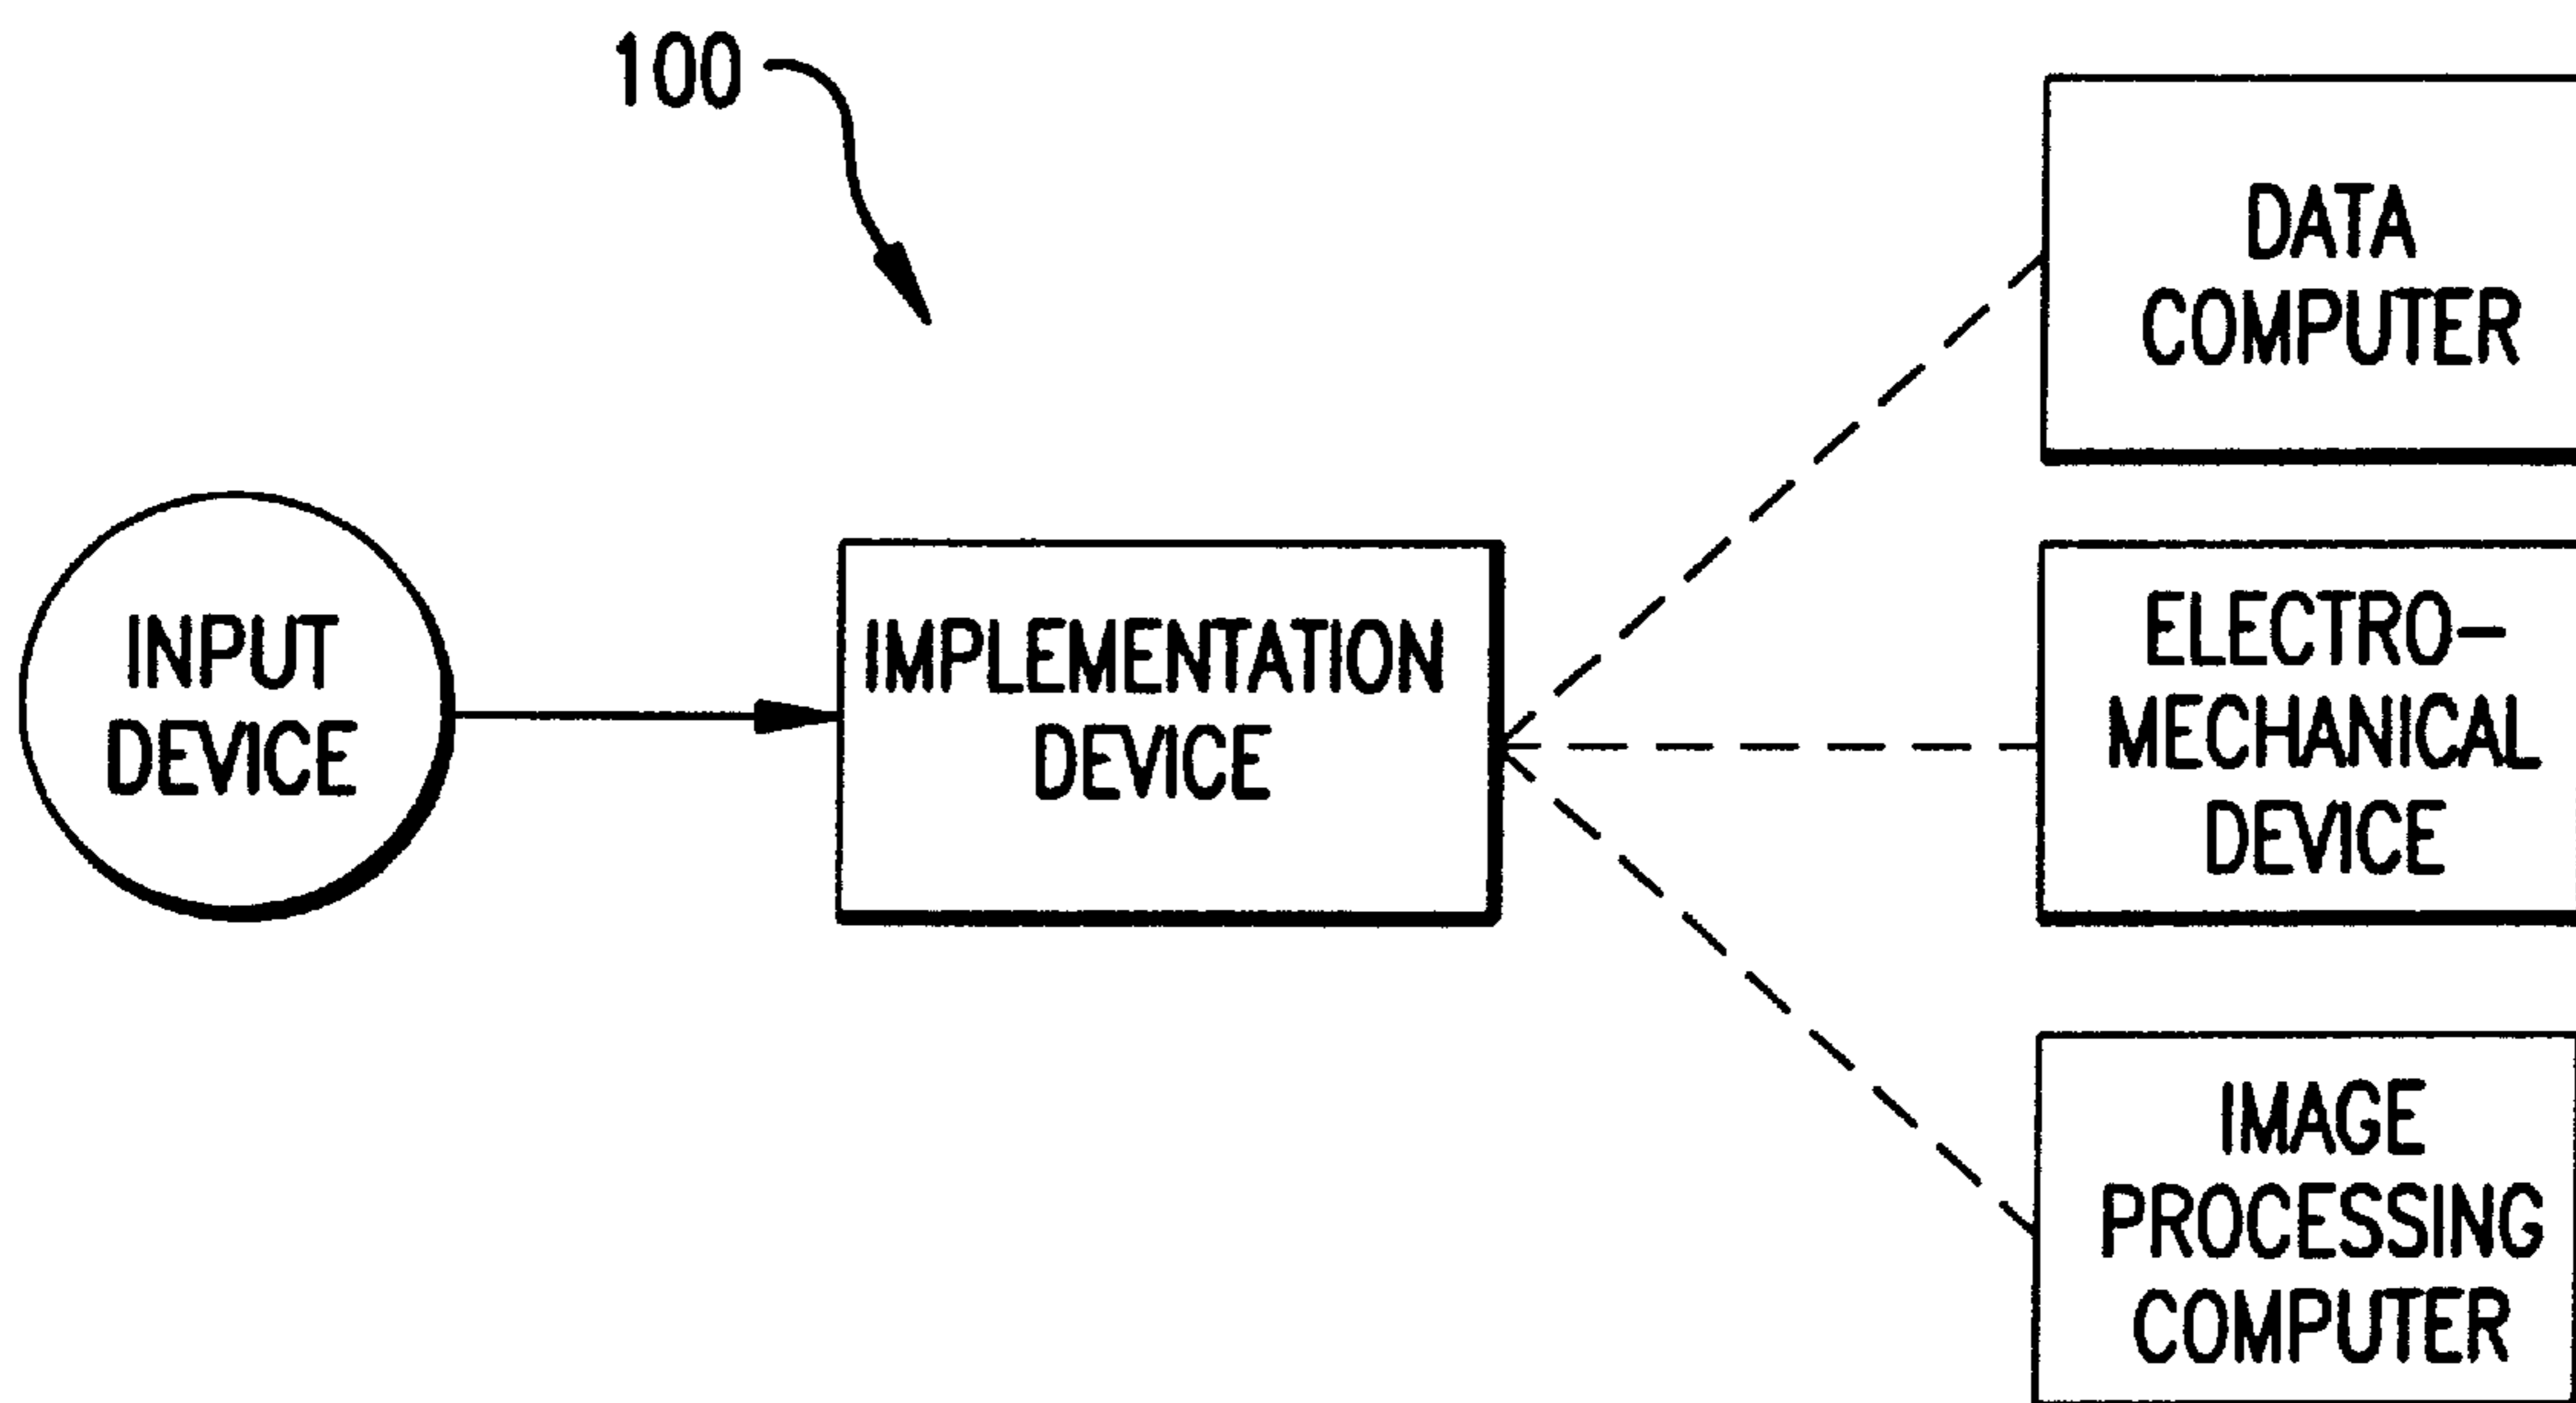 100
INPUT
DEVICE
IMPLEMENTATION
DEVICE
DATA
COMPUTER
ELECTRO-
MECHANICAL
DEVICE
IMAGE
PROCESSING
COMPUTER